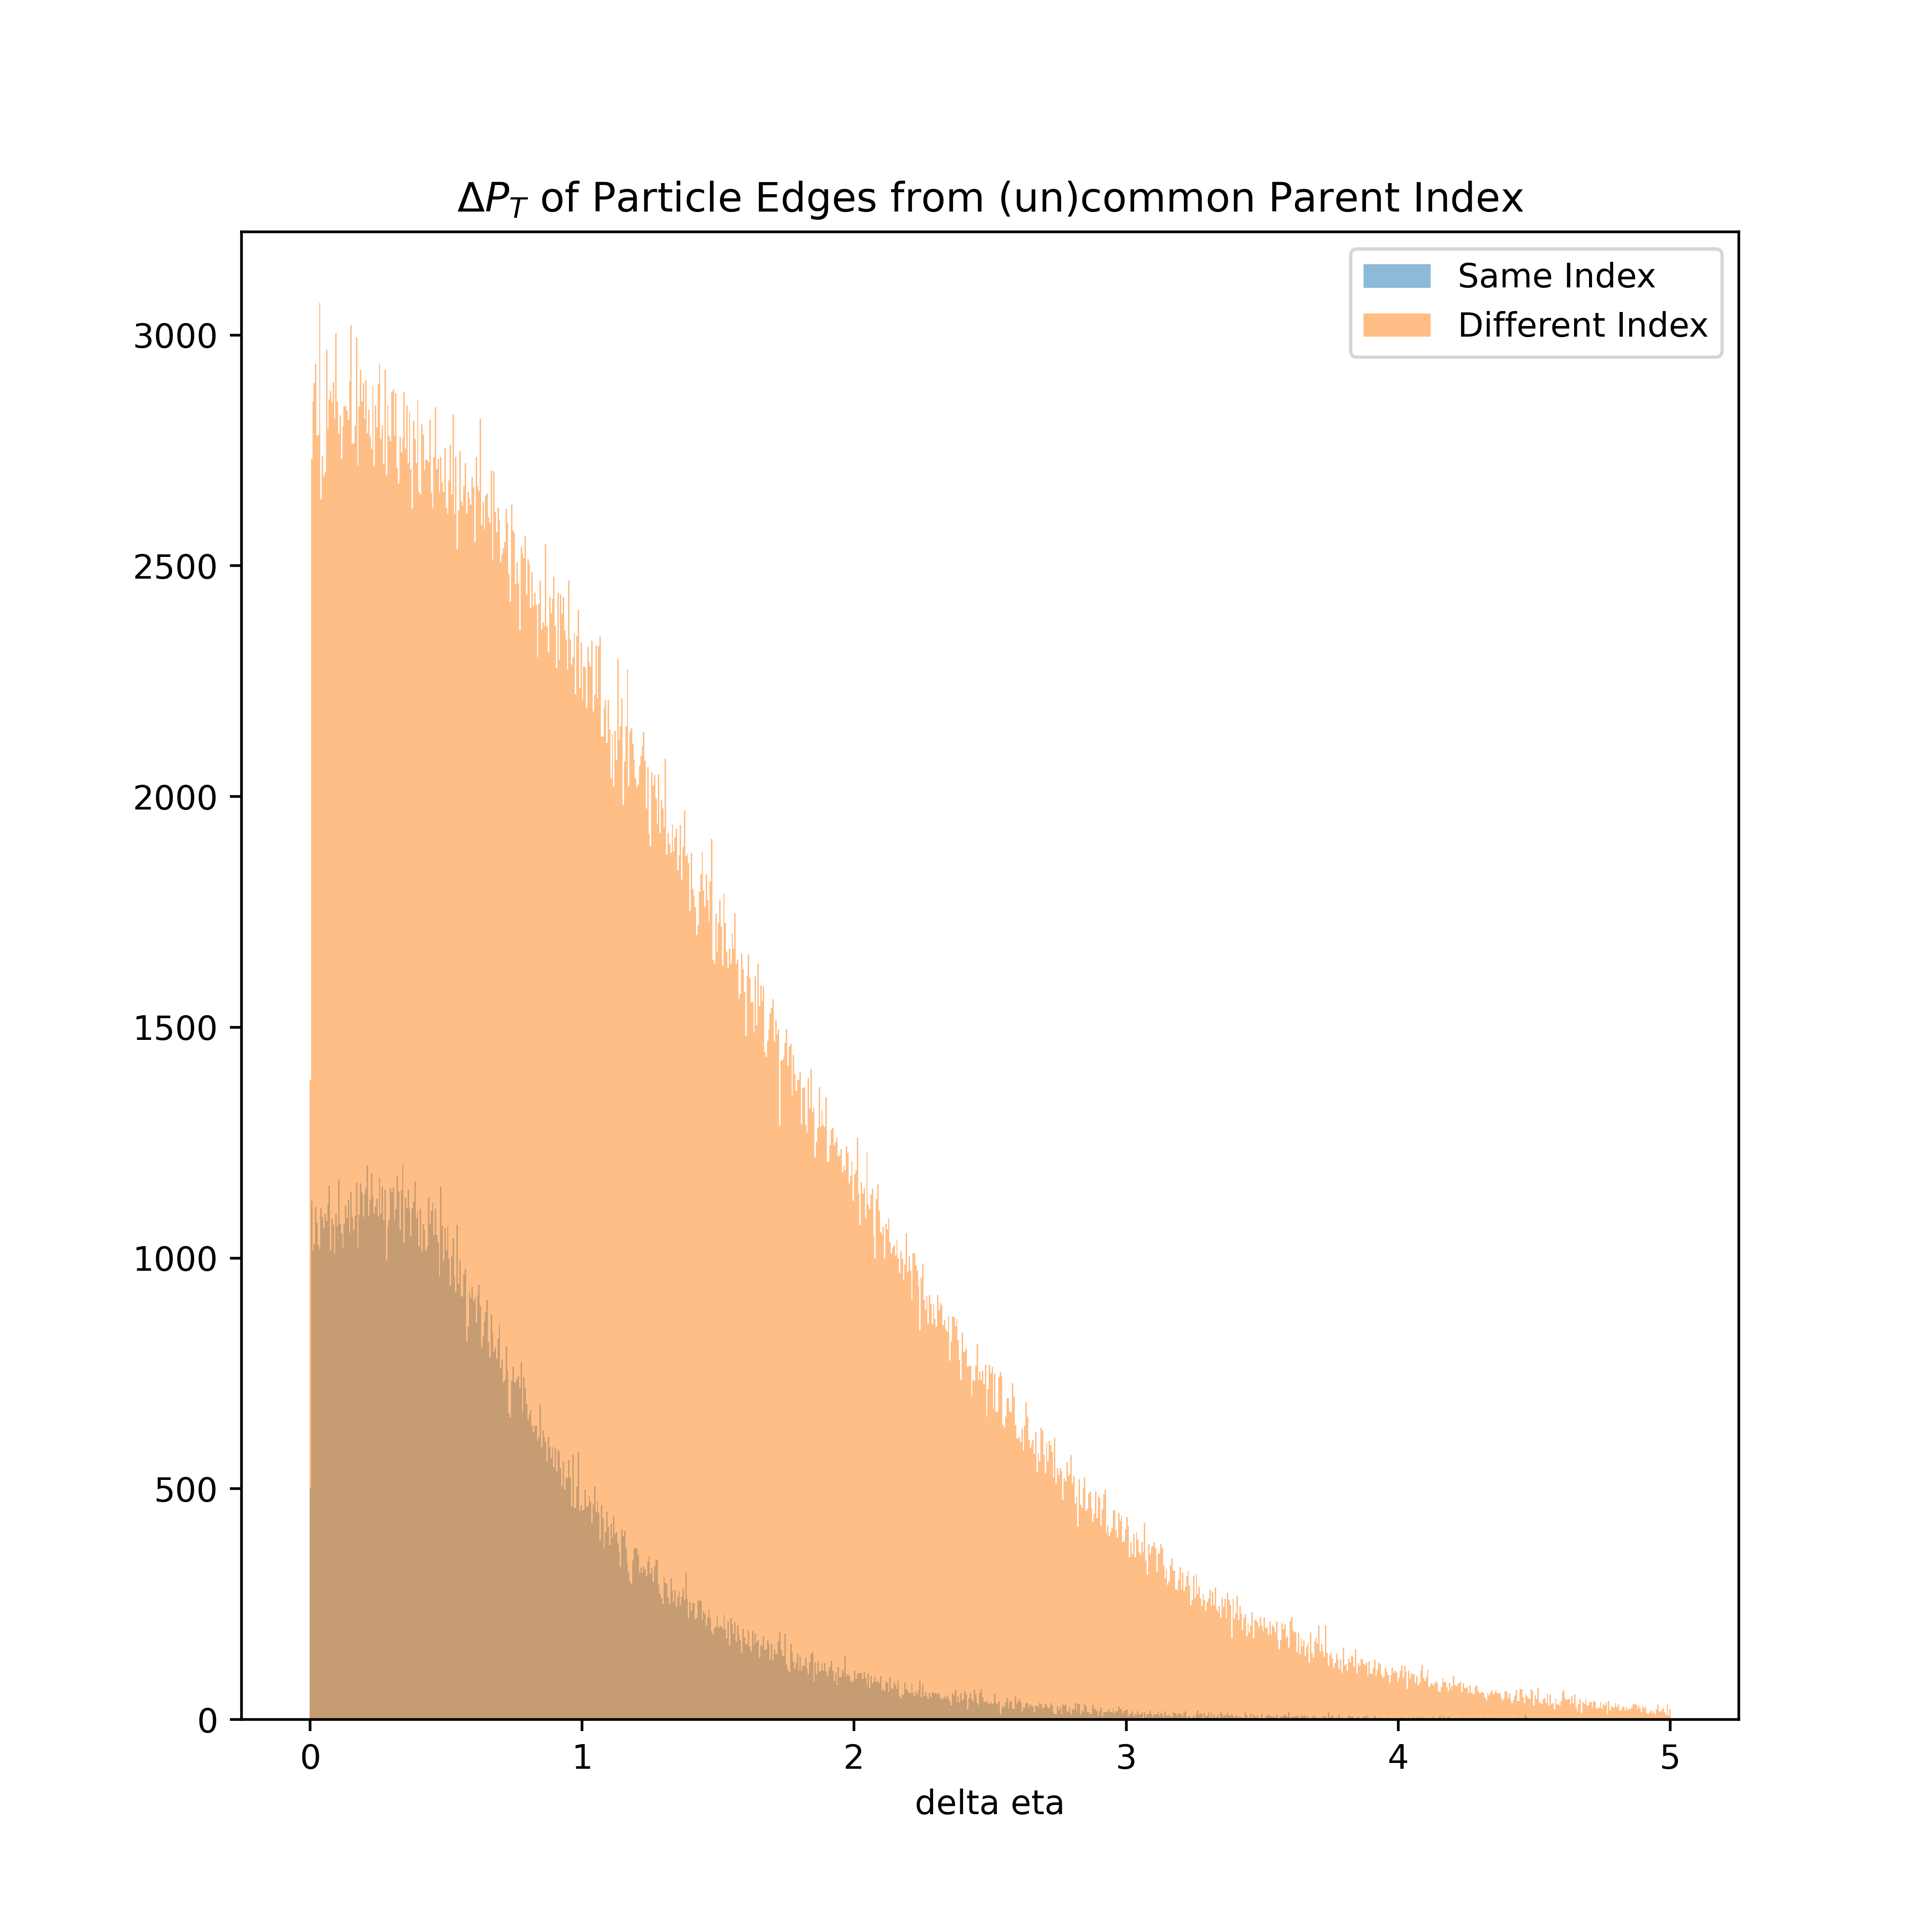 ΔP_T of Particle Edges from (un)common Parent Index
Same Index
Different Index
3000
2500
2000
1500
1000
500
0
0 1 2 3 4 5
delta eta